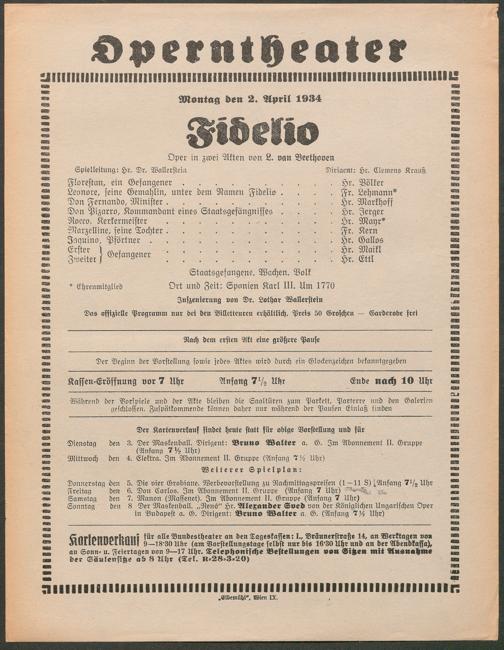 Operntheater
Montag den 2. April 1934
Fidelio
Oper in zwei Akten von L. van Beethoven
Spielleitung: Hr. Dr. Wallerstein Dirigent: Hr. Clemens Krauß
Florestan, ein Gefangener . . . . . . . . . Hr. Völker
Leonore, seine Gemahlin, unter dem Namen Fidelio . . . . Fr. Lehmann*
Don Fernando, Minister . . . . . . . . . Hr. Markhoff
Don Pizarro, Kommandant eines Staatsgefängnisses . . . . Hr. Jerger
Rocco, Kerkermeister . . . . . . . . . Hr. Mayr*
Marzelline, seine Tochter . . . . . . . . . Fr. Kern
Jaquino, Pförtner . . . . . . . . . Hr. Gallos
Erster } Gefangener . . . . . . . . . Hr. Maikl
Zweiter } Hr. Ettl
Staatsgefangene, Wachen, Volk
* Ehrenmitglied Ort und Zeit: Spanien Karl III. Um 1770
Inszenierung von Dr. Lothar Wallerstein
Das offizielle Programm nur bei den Billetteuren erhältlich. Preis 50 Groschen — Garderobe frei
Nach dem ersten Akt eine größere Pause
Der Beginn der Vorstellung sowie jedes Aktes wird durch ein Glockenzeichen bekanntgegeben
Kassen-Eröffnung vor 7 Uhr Anfang 7½ Uhr Ende nach 10 Uhr
Während der Vorspiele und der Akte bleiben die Saaltüren zum Parkett, Parterre und den Galerien
geschlossen. Zuspätkommende können daher nur während der Pausen Einlaß finden
Der Kartenverkauf findet heute statt für obige Vorstellung und für
Dienstag den 3. Der Maskenball. Dirigent: Bruno Walter a. G. Im Abonnement II. Gruppe
(Anfang 7½ Uhr)
Mittwoch den 4. Elektra. Im Abonnement II. Gruppe (Anfang 7½ Uhr)
Weiterer Spielplan:
Donnerstag den 5. Die vier Grobiane. Werbevorstellung zu Nachmittagspreisen (1—11 S) (Anfang 7½ Uhr
Freitag den 6. Don Carlos. Im Abonnement II. Gruppe (Anfang 7 Uhr)
Samstag den 7. Manon (Massenet). Im Abonnement II. Gruppe (Anfang 7 Uhr)
Sonntag den 8. Der Maskenball. „René“ Hr. Alexander Sved von der Königlichen Ungarischen Oper
in Budapest a. G. Dirigent: Bruno Walter a. G. (Anfang 7½ Uhr)
Kartenverkauf für alle Bundestheater an den Tageskassen: I., Bräunerstraße 14, an Werktagen von
9—18·30 Uhr (am Vorstellungstage selbst nur bis 16·30 Uhr und an der Abendkassa),
an Sonn- u. Feiertagen von 9—17 Uhr. Telephonische Bestellungen von Sitzen mit Ausnahme
der Säulensitze ab 8 Uhr (Tel. R-28-3-20)
„Elbemühl“, Wien IX.